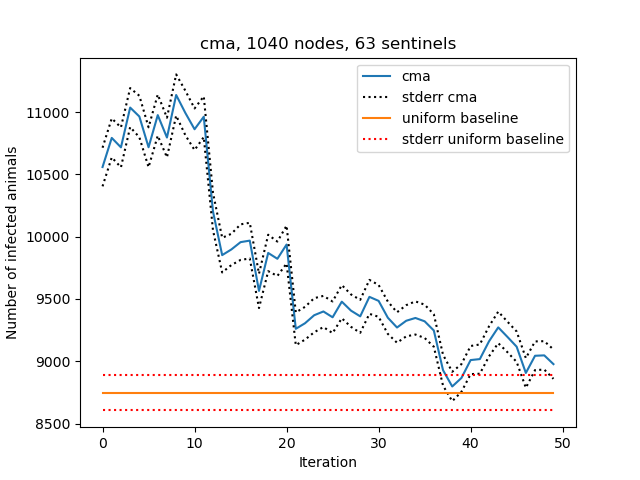 cma, 1040 nodes, 63 sentinels
cma
stderr cma
uniform baseline
stderr uniform baseline
Number of infected animals
11000
10500
10000
9500
9000
8500
0 10 20 30 40 50
Iteration